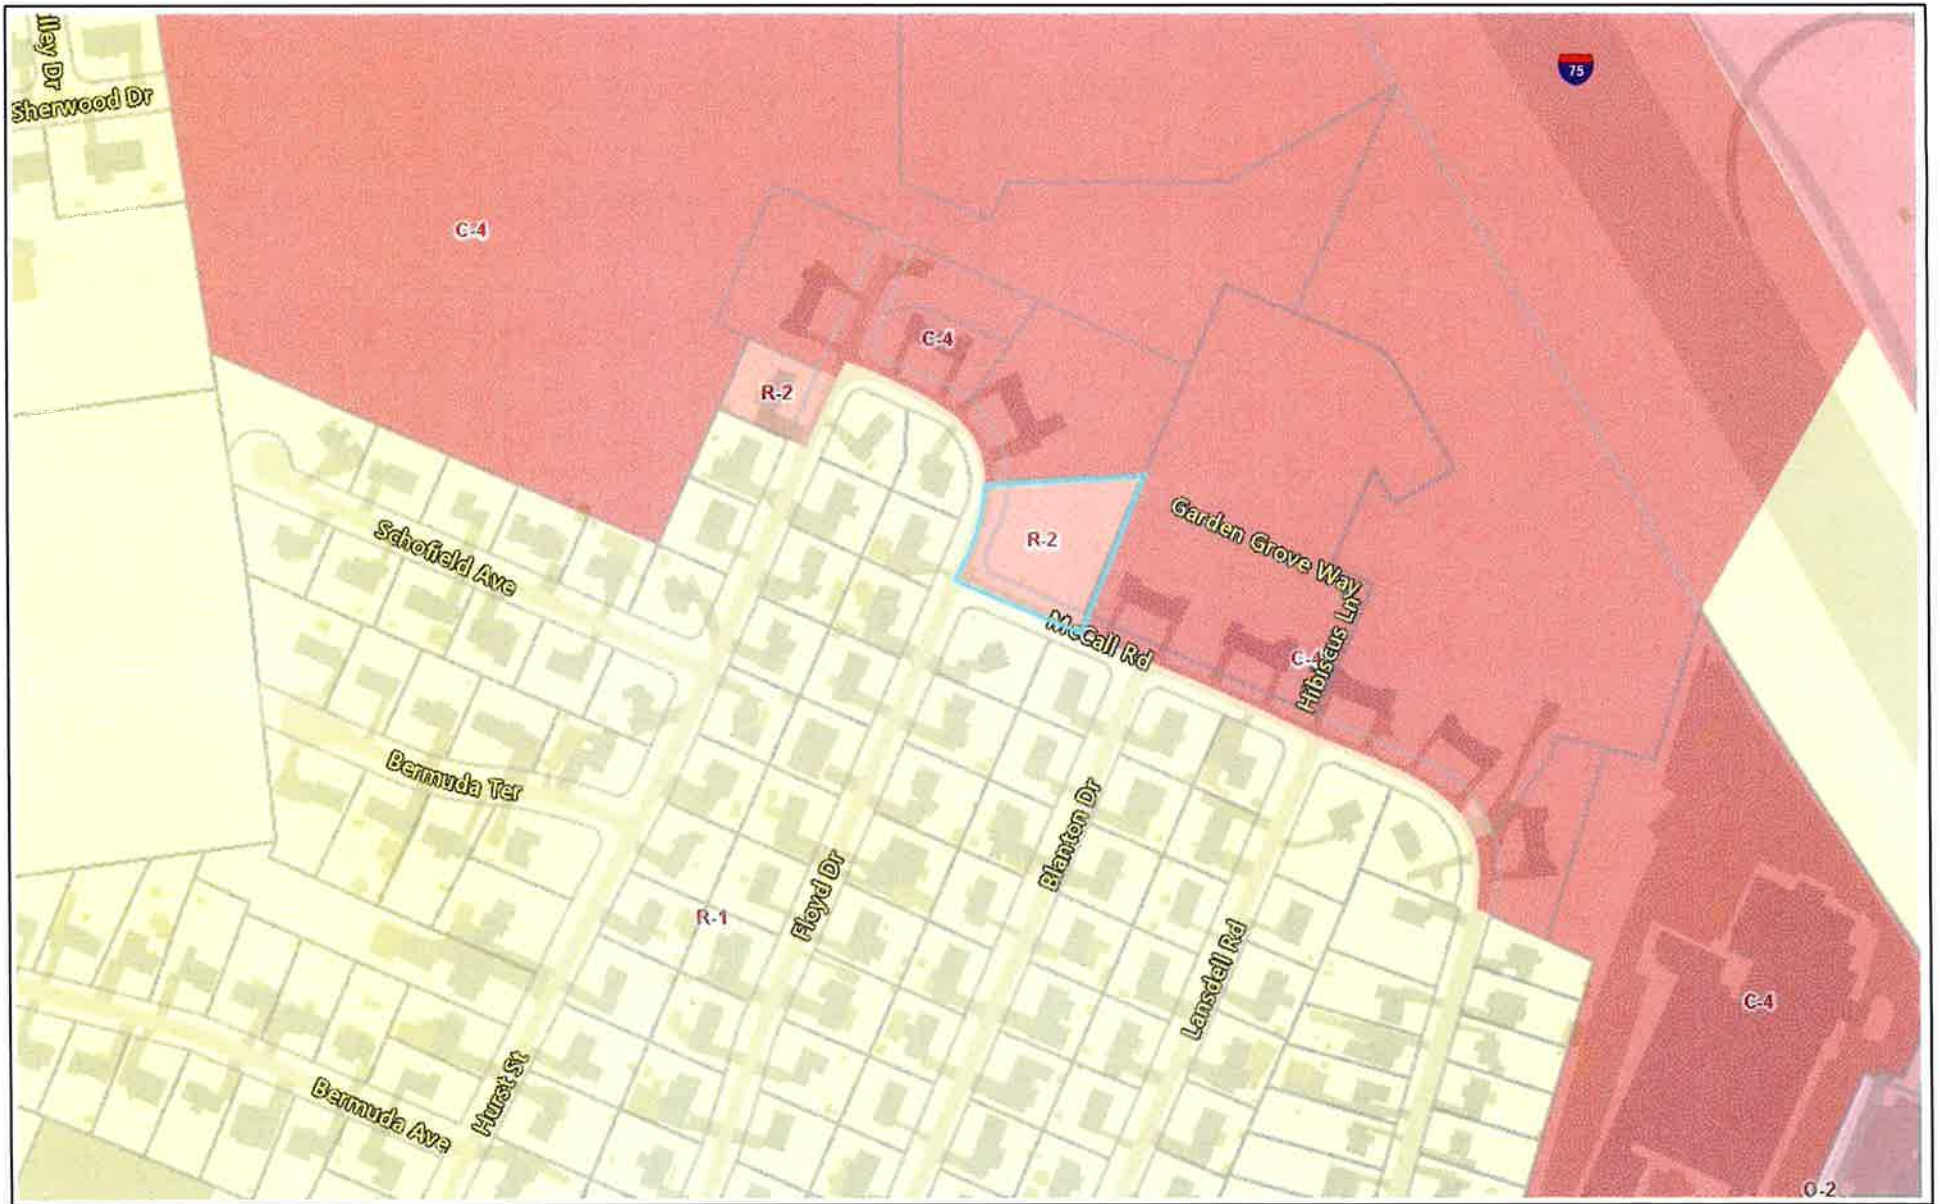 lley Dr
75
Sherwood Dr
C-4
C-4
R-2
Garden Grove Way
Schofield Ave
R-2
Hibiscus Ln
McCall Rd
C-4
Bermuda Ter
Blanton Dr
Floyd Dr
R-1
Lansdell Rd
C-4
Bermuda Ave
Hurst St
O-2